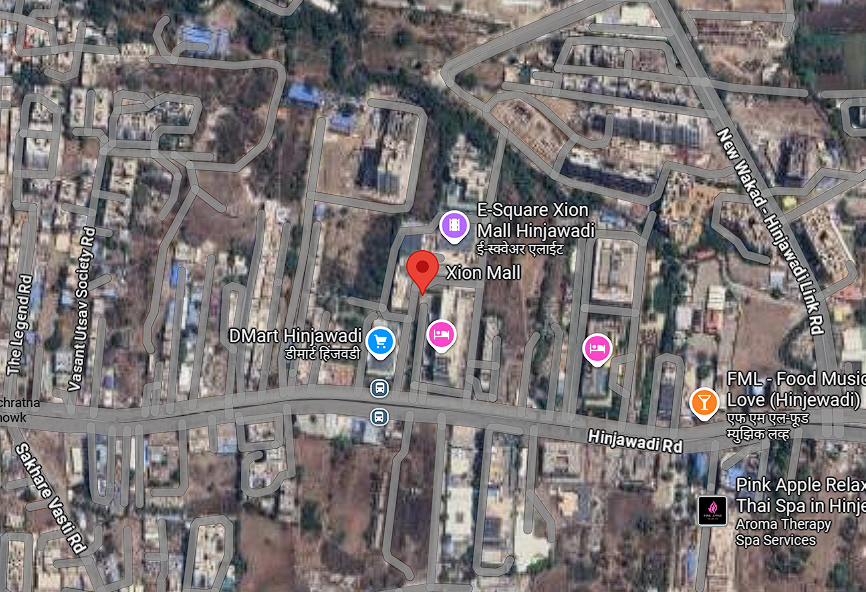 New Wakad - Hinjawadi Link Rd
E-Square Xion
Mall Hinjawadi
ई-स्क्वेअर एलाईट
Xion Mall
The Legend Rd
Vasant Utsav Society Rd
DMart Hinjawadi
डीमार्ट हिंजवडी
FML - Food Music
Love (Hinjewadi)
एफ एम एल-फूड
म्युझिक लव्ह
chratna
howk
Hinjawadi Rd
Sakhare Vasti Rd
Pink Apple Relax
Thai Spa in Hinje
Aroma Therapy
Spa Services